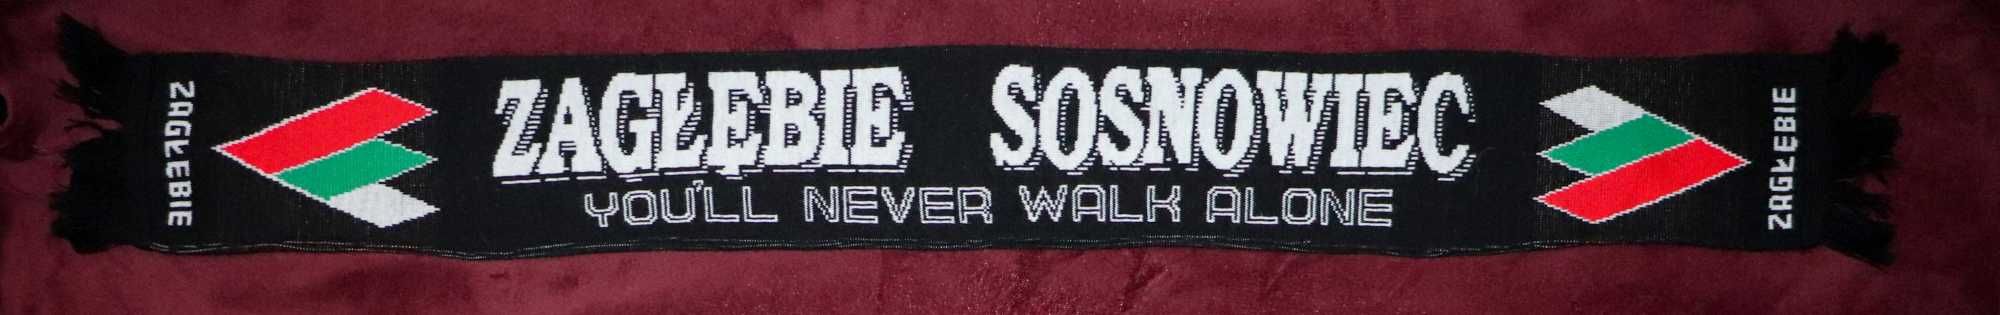 ZAGŁĘBIE
ZAGŁĘBIE SOSNOWIEC
YOU'LL NEVER WALK ALONE
ZAGŁĘBIE